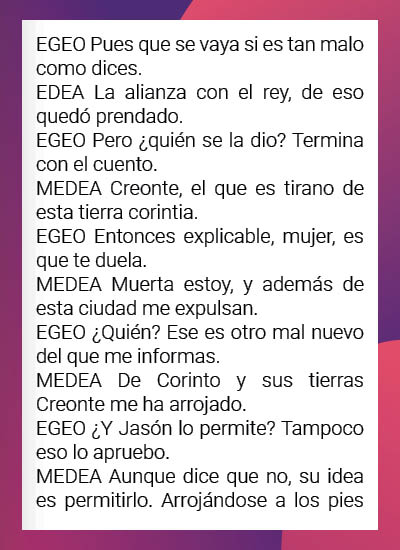 EGEO Pues que se vaya si es tan malo
como dices.
EDEA La alianza con el rey, de eso
quedó prendado.
EGEO Pero ¿quién se la dio? Termina
con el cuento.
MEDEA Creonte, el que es tirano de
esta tierra corintia.
EGEO Entonces explicable, mujer, es
que te duela.
MEDEA Muerta estoy, y además de
esta ciudad me expulsan.
EGEO ¿Quién? Ese es otro mal nuevo
del que me informas.
MEDEA De Corinto y sus tierras
Creonte me ha arrojado.
EGEO ¿Y Jasón lo permite? Tampoco
eso lo apruebo.
MEDEA Aunque dice que no, su idea
es permitirlo. Arrojándose a los pies